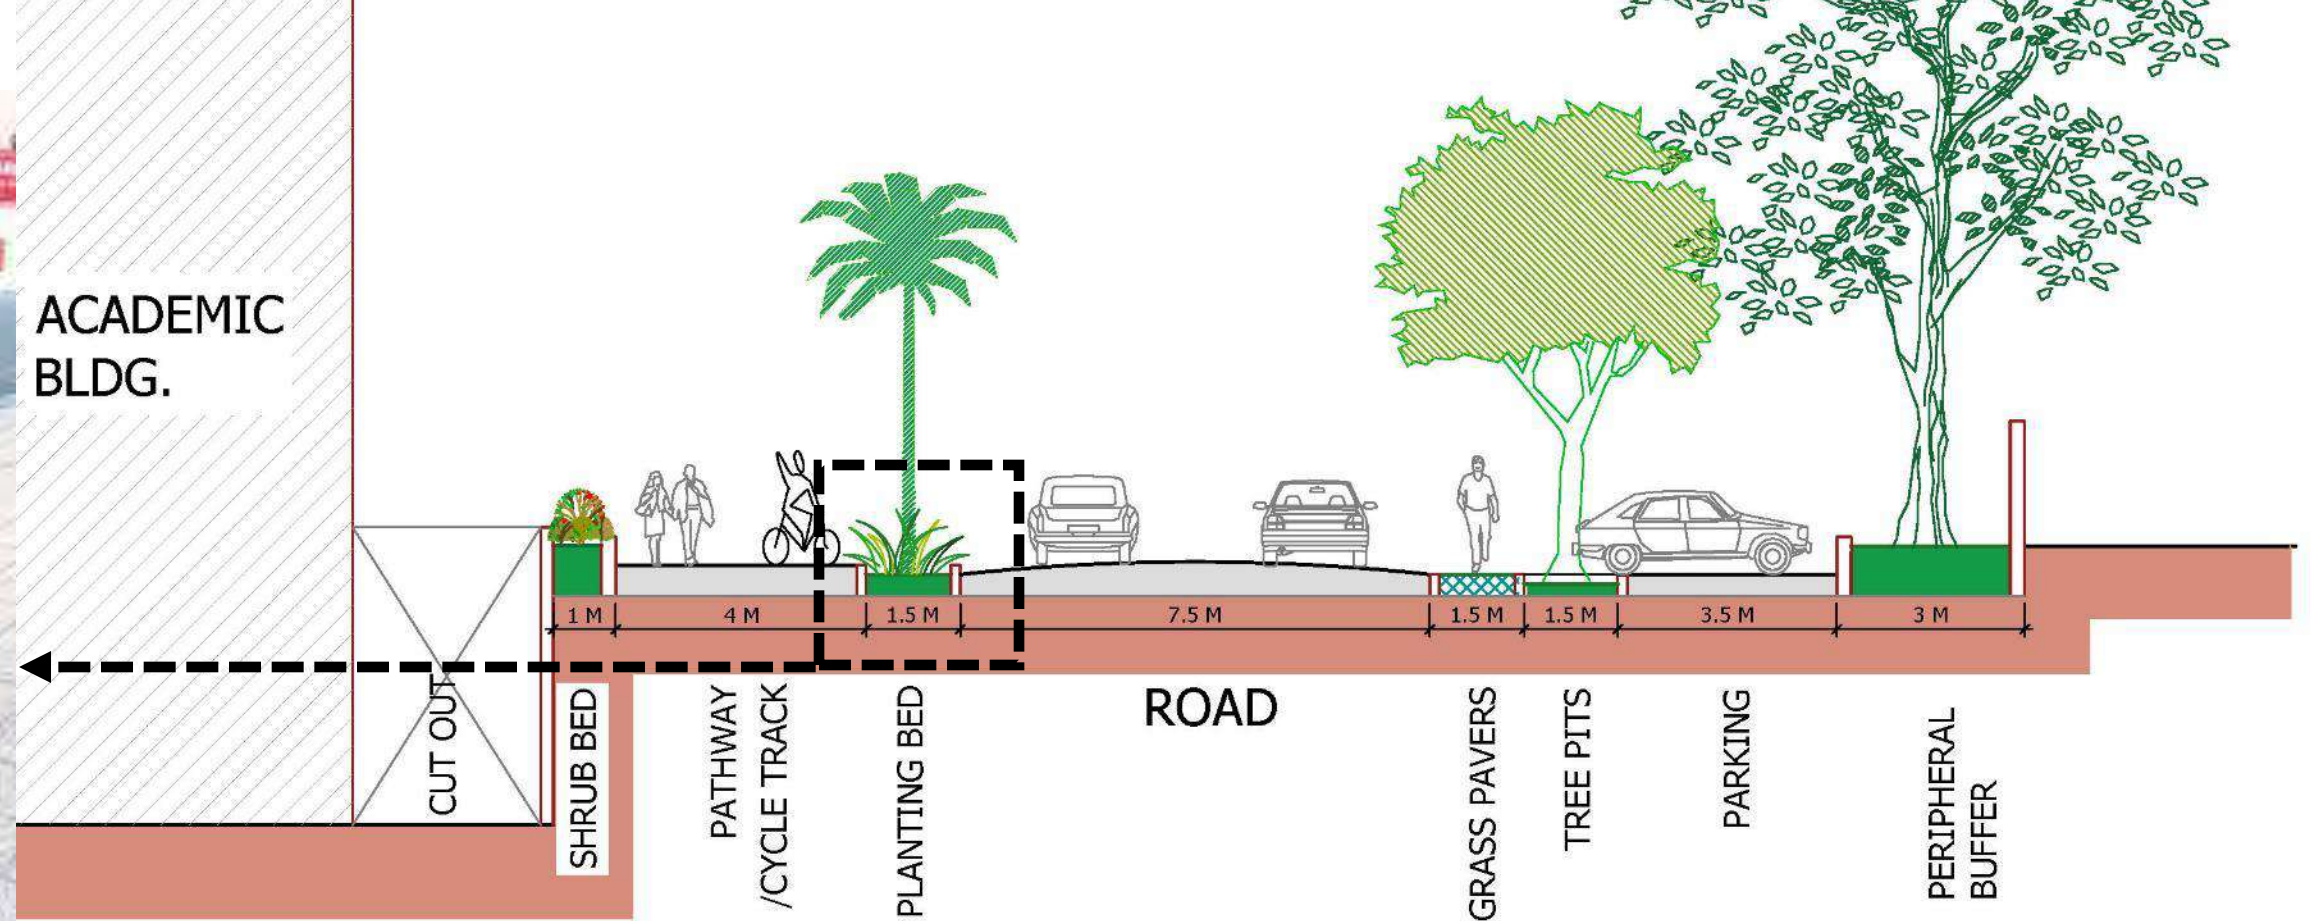 ACADEMIC
BLDG.
1 M
4 M
1.5 M
7.5 M
1.5 M
1.5 M
3.5 M
3 M
CUT OUT
SHRUB BED
PATHWAY
/CYCLE TRACK
PLANTING BED
ROAD
GRASS PAVERS
TREE PITS
PARKING
PERIPHERAL
BUFFER